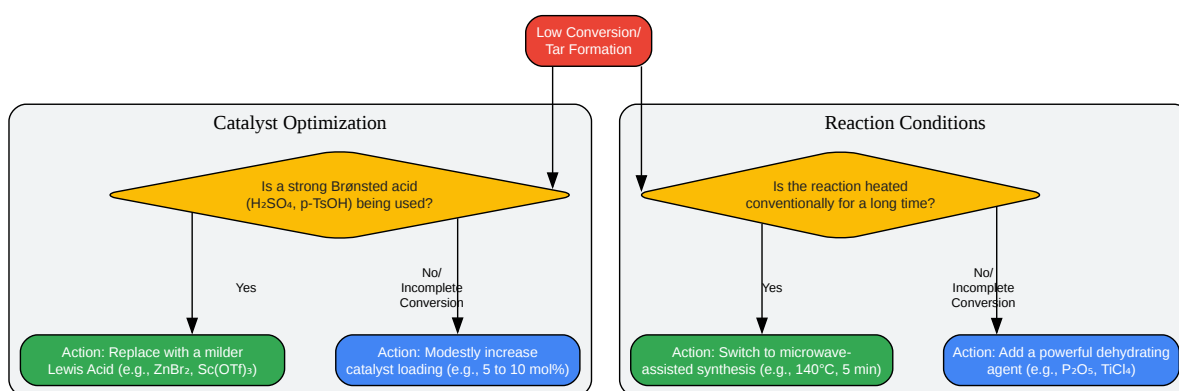 Low Conversion/
Tar Formation
Catalyst Optimization
Is a strong Brønsted acid
(H₂SO₄, p-TsOH) being used?
Yes
No/
Incomplete
Conversion
Action: Replace with a milder
Lewis Acid (e.g., ZnBr₂, Sc(OTf)₃)
Action: Modestly increase
catalyst loading (e.g., 5 to 10 mol%)
Reaction Conditions
Is the reaction heated
conventionally for a long time?
Yes
No/
Incomplete
Conversion
Action: Switch to microwave-
assisted synthesis (e.g., 140°C, 5 min)
Action: Add a powerful dehydrating
agent (e.g., P₂O₅, TiCl₄)